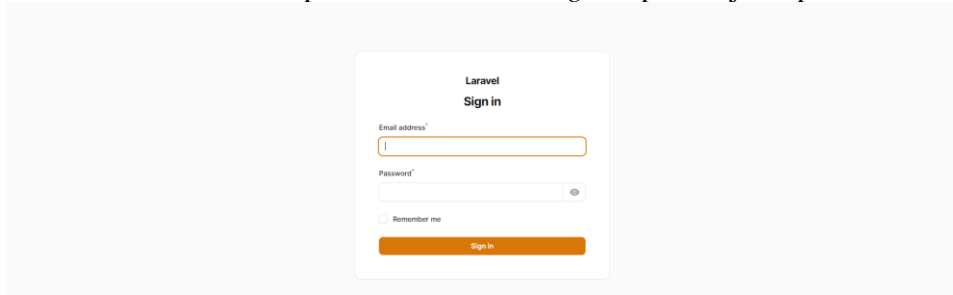 Laravel
Sign in
Email address*
Password*
Remember me
Sign in